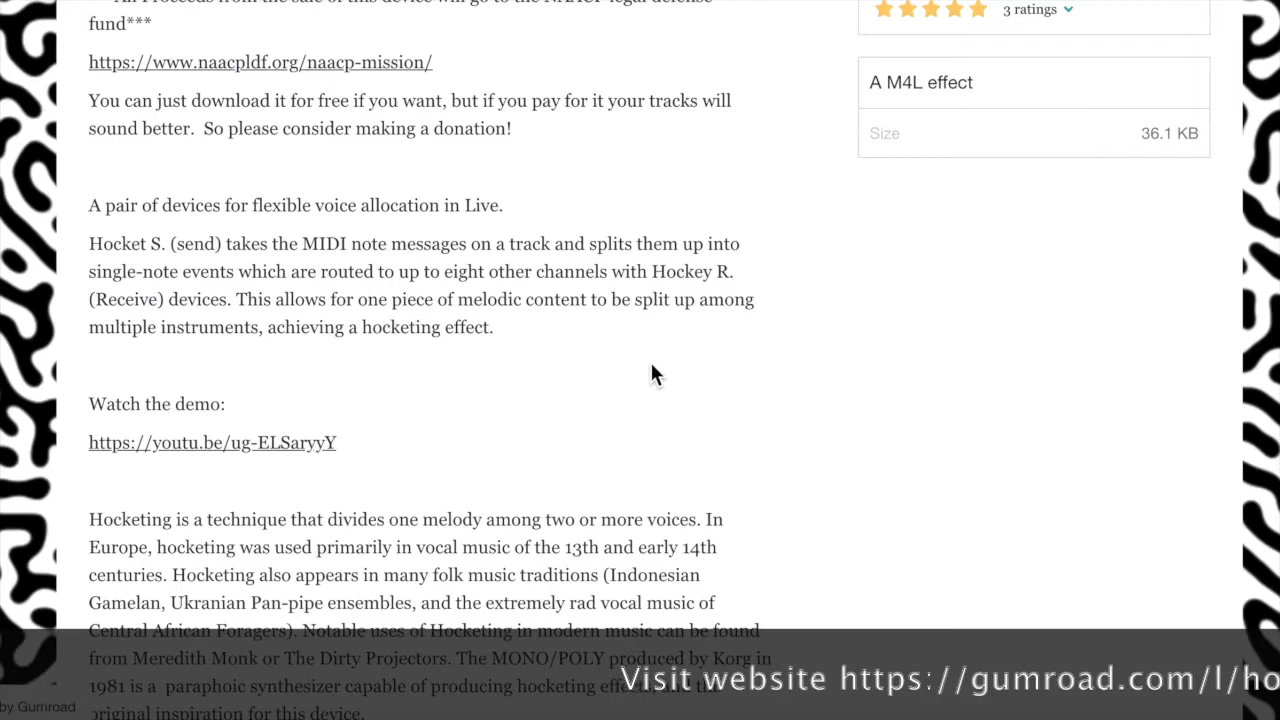 fund***
https://www.naacpldf.org/naacp-mission/
You can just download it for free if you want, but if you pay for it your tracks will
sound better. So please consider making a donation!
A pair of devices for flexible voice allocation in Live.
Hocket S. (send) takes the MIDI note messages on a track and splits them up into
single-note events which are routed to up to eight other channels with Hockey R.
(Receive) devices. This allows for one piece of melodic content to be split up among
multiple instruments, achieving a hocketing effect.
Watch the demo:
https://youtu.be/ug-ELSaryyY
Hocketing is a technique that divides one melody among two or more voices. In
Europe, hocketing was used primarily in vocal music of the 13th and early 14th
centuries. Hocketing also appears in many folk music traditions (Indonesian
Gamelan, Ukranian Pan-pipe ensembles, and the extremely rad vocal music of
Central African Foragers). Notable uses of Hocketing in modern music can be found
from Meredith Monk or The Dirty Projectors. The MONO/POLY produced by Korg in
1981 is a paraphoic synthesizer capable of producing hocketing
original inspiration for this device.
3 ratings
A M4L effect
Size 36.1 KB
Visit website https://gumroad.com/l/ho
by Gumroad